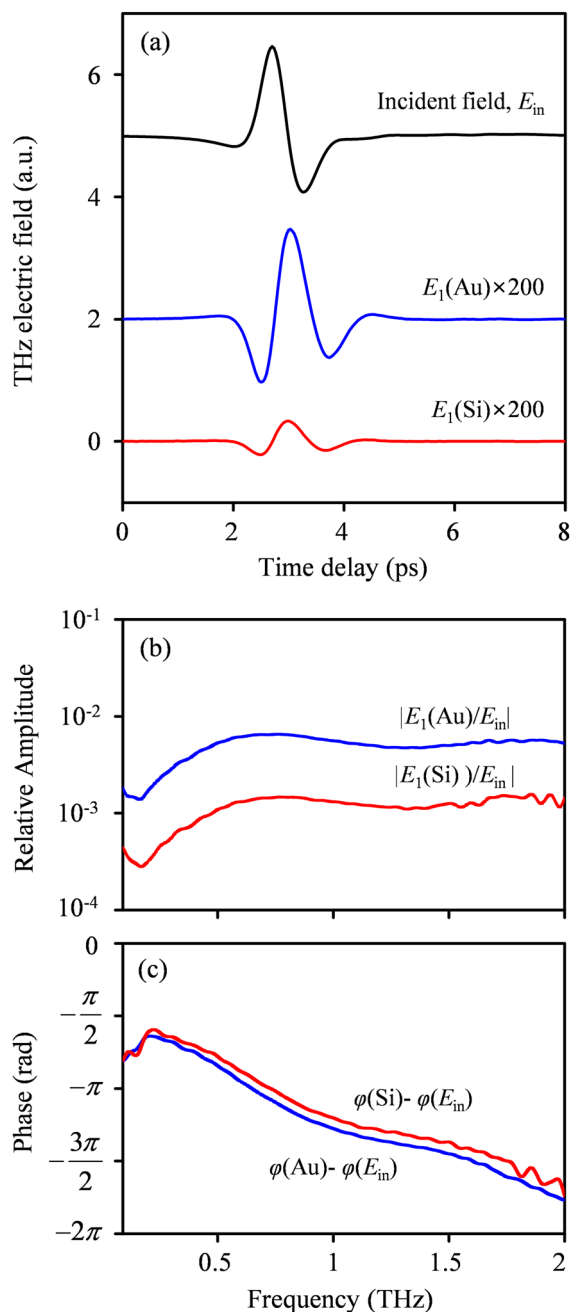 (a)
6
4
2
0
THz electric field (a.u.)
Incident field, E_in
E_1(Au)×200
E_1(Si)×200
0 2 4 6 8
Time delay (ps)
(b)
10^-1
10^-2
10^-3
10^-4
Relative Amplitude
|E_1(Au)/E_in|
|E_1(Si) )/E_in|
(c)
0
−π/2
−π
−3π/2
−2π
Phase (rad)
φ(Si)- φ(E_in)
φ(Au)- φ(E_in)
0.5 1 1.5 2
Frequency (THz)